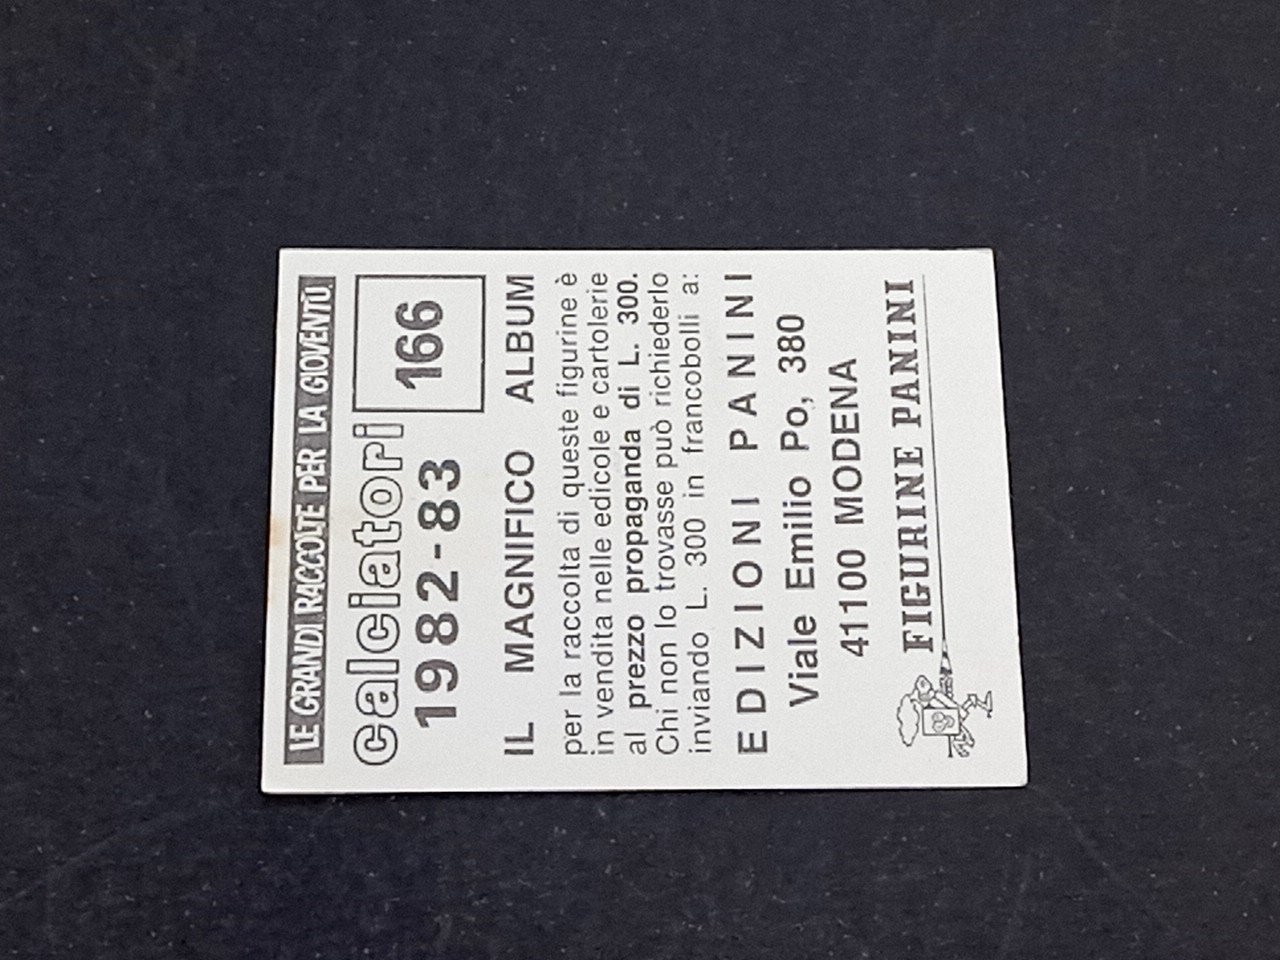 LE GRANDI RACCOLTE PER LA GIOVENTÙ
calciatori
1982-83
166
IL MAGNIFICO ALBUM
per la raccolta di queste figurine è
in vendita nelle edicole e cartolerie
al prezzo propaganda di L. 300.
Chi non lo trovasse può richiederlo
inviando L. 300 in francobolli a:
EDIZIONI PANINI
Viale Emilio Po, 380
41100 MODENA
FIGURINE PANINI